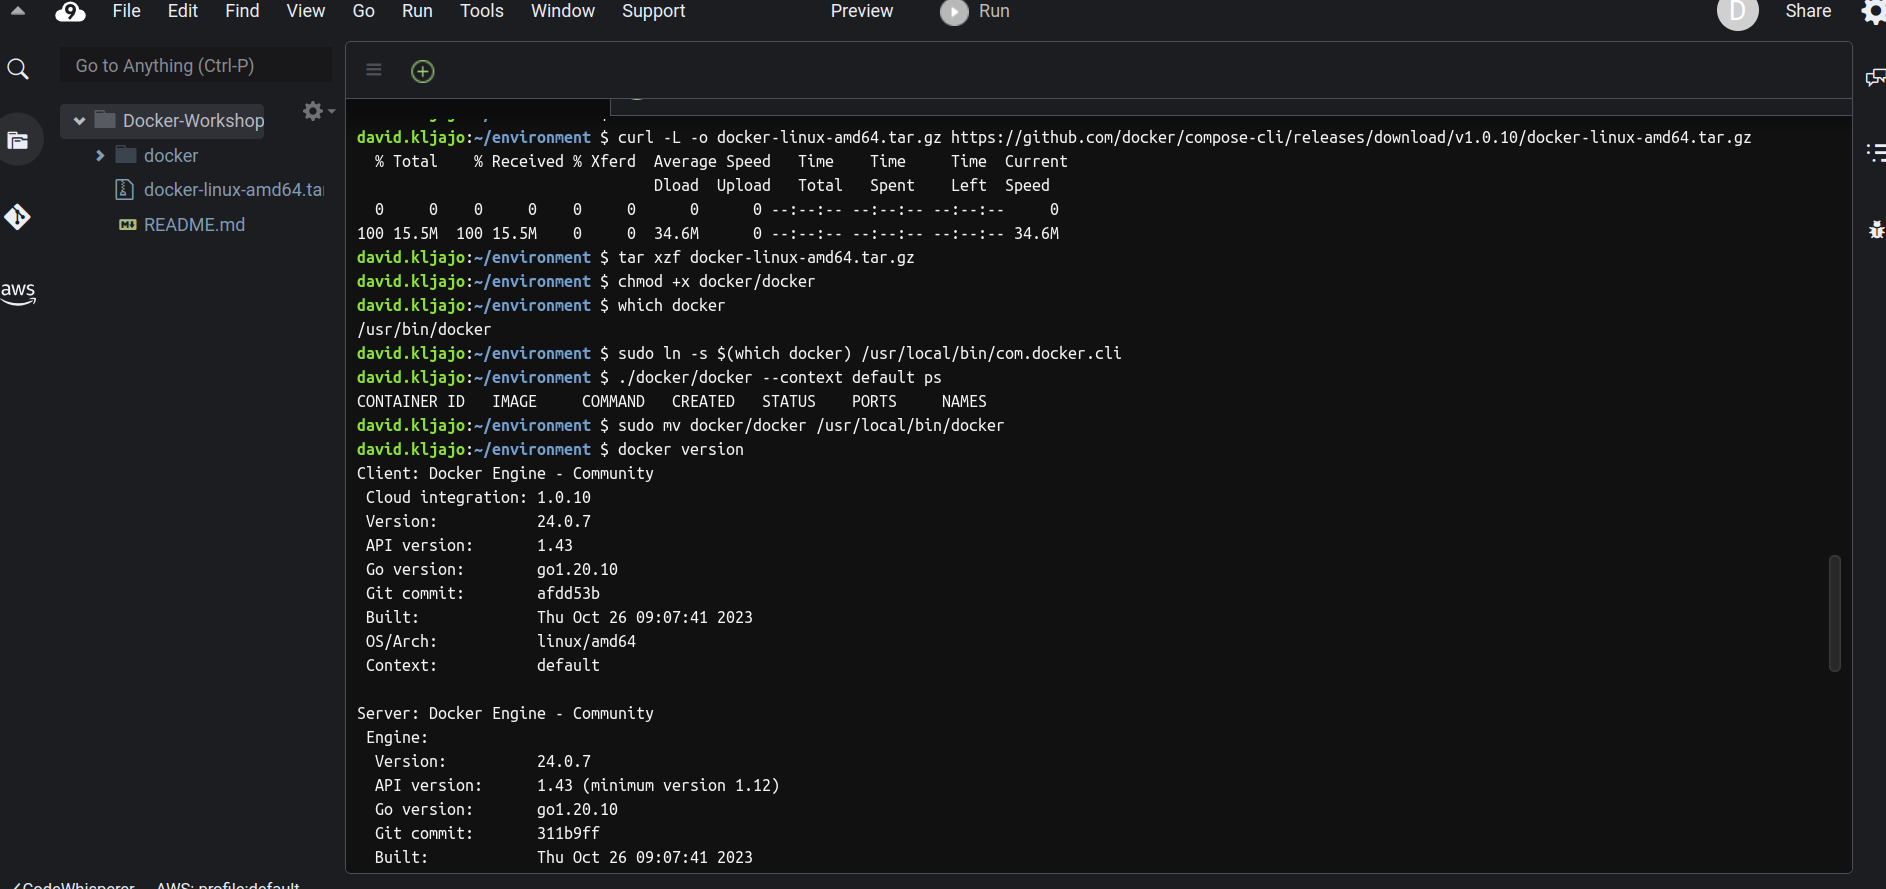 File Edit Find View Go Run Tools Window Support Preview Run D Share
Go to Anything (Ctrl-P)
Docker-Workshop
docker
docker-linux-amd64.tar
README.md
aws
david.kljajo:~/environment $ curl -L -o docker-linux-amd64.tar.gz https://github.com/docker/compose-cli/releases/download/v1.0.10/docker-linux-amd64.tar.gz
% Total % Received % Xferd Average Speed Time Time Time Current
Dload Upload Total Spent Left Speed
0 0 0 0 0 0 0 0 --:--:-- --:--:-- --:--:-- 0
100 15.5M 100 15.5M 0 0 34.6M 0 --:--:-- --:--:-- --:--:-- 34.6M
david.kljajo:~/environment $ tar xzf docker-linux-amd64.tar.gz
david.kljajo:~/environment $ chmod +x docker/docker
david.kljajo:~/environment $ which docker
/usr/bin/docker
david.kljajo:~/environment $ sudo ln -s $(which docker) /usr/local/bin/com.docker.cli
david.kljajo:~/environment $ ./docker/docker --context default ps
CONTAINER ID IMAGE COMMAND CREATED STATUS PORTS NAMES
david.kljajo:~/environment $ sudo mv docker/docker /usr/local/bin/docker
david.kljajo:~/environment $ docker version
Client: Docker Engine - Community
Cloud integration: 1.0.10
Version: 24.0.7
API version: 1.43
Go version: go1.20.10
Git commit: afdd53b
Built: Thu Oct 26 09:07:41 2023
OS/Arch: linux/amd64
Context: default
Server: Docker Engine - Community
Engine:
Version: 24.0.7
API version: 1.43 (minimum version 1.12)
Go version: go1.20.10
Git commit: 311b9ff
Built: Thu Oct 26 09:07:41 2023
CodeWhisperer AWS: profile:default